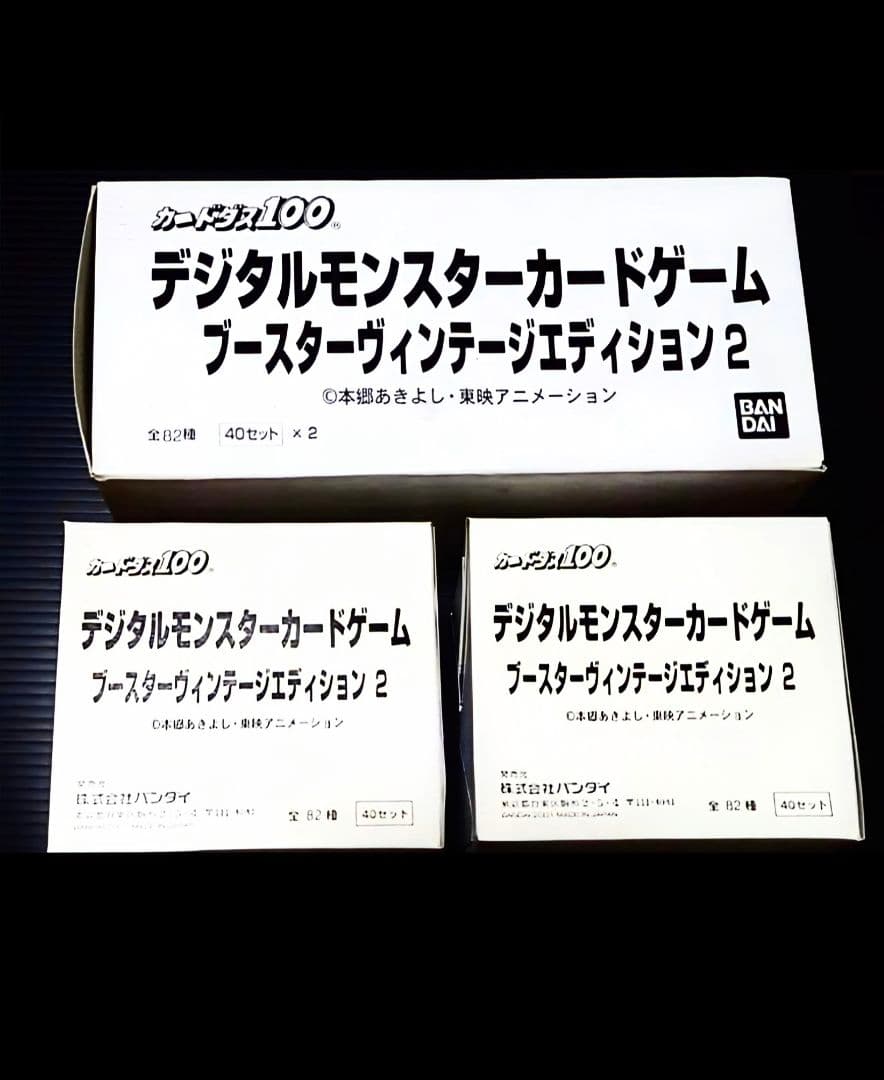 カードダス100®
デジタルモンスターカードゲーム
ブースターヴィンテージエディション2
©本郷あきよし・東映アニメーション
全82種 40セット ×2
BAN
DAI
カードダス100®
デジタルモンスターカードゲーム
ブースターヴィンテージエディション 2
©本郷あきよし・東映アニメーション
発売元
株式会社バンダイ
全 82 種 40セット
カードダス100®
デジタルモンスターカードゲーム
ブースターヴィンテージエディション 2
©本郷あきよし・東映アニメーション
発売元
株式会社バンダイ
全 82 種 40セット
BANDAI 2001 MADE IN JAPAN